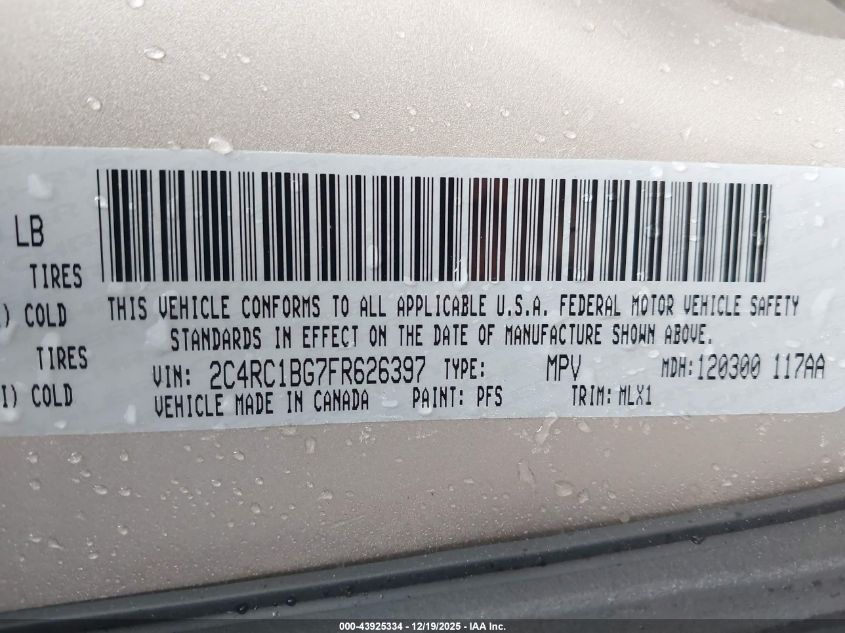 LB
TIRES
) COLD
TIRES
I) COLD
THIS VEHICLE CONFORMS TO ALL APPLICABLE U.S.A. FEDERAL MOTOR VEHICLE SAFETY
STANDARDS IN EFFECT ON THE DATE OF MANUFACTURE SHOWN ABOVE.
VIN: 2C4RC1BG7FR626397 TYPE: MPV MDH:120300 117AA
VEHICLE MADE IN CANADA PAINT: PFS TRIM: MLX1
000-43925334 - 12/19/2025 - IAA Inc.